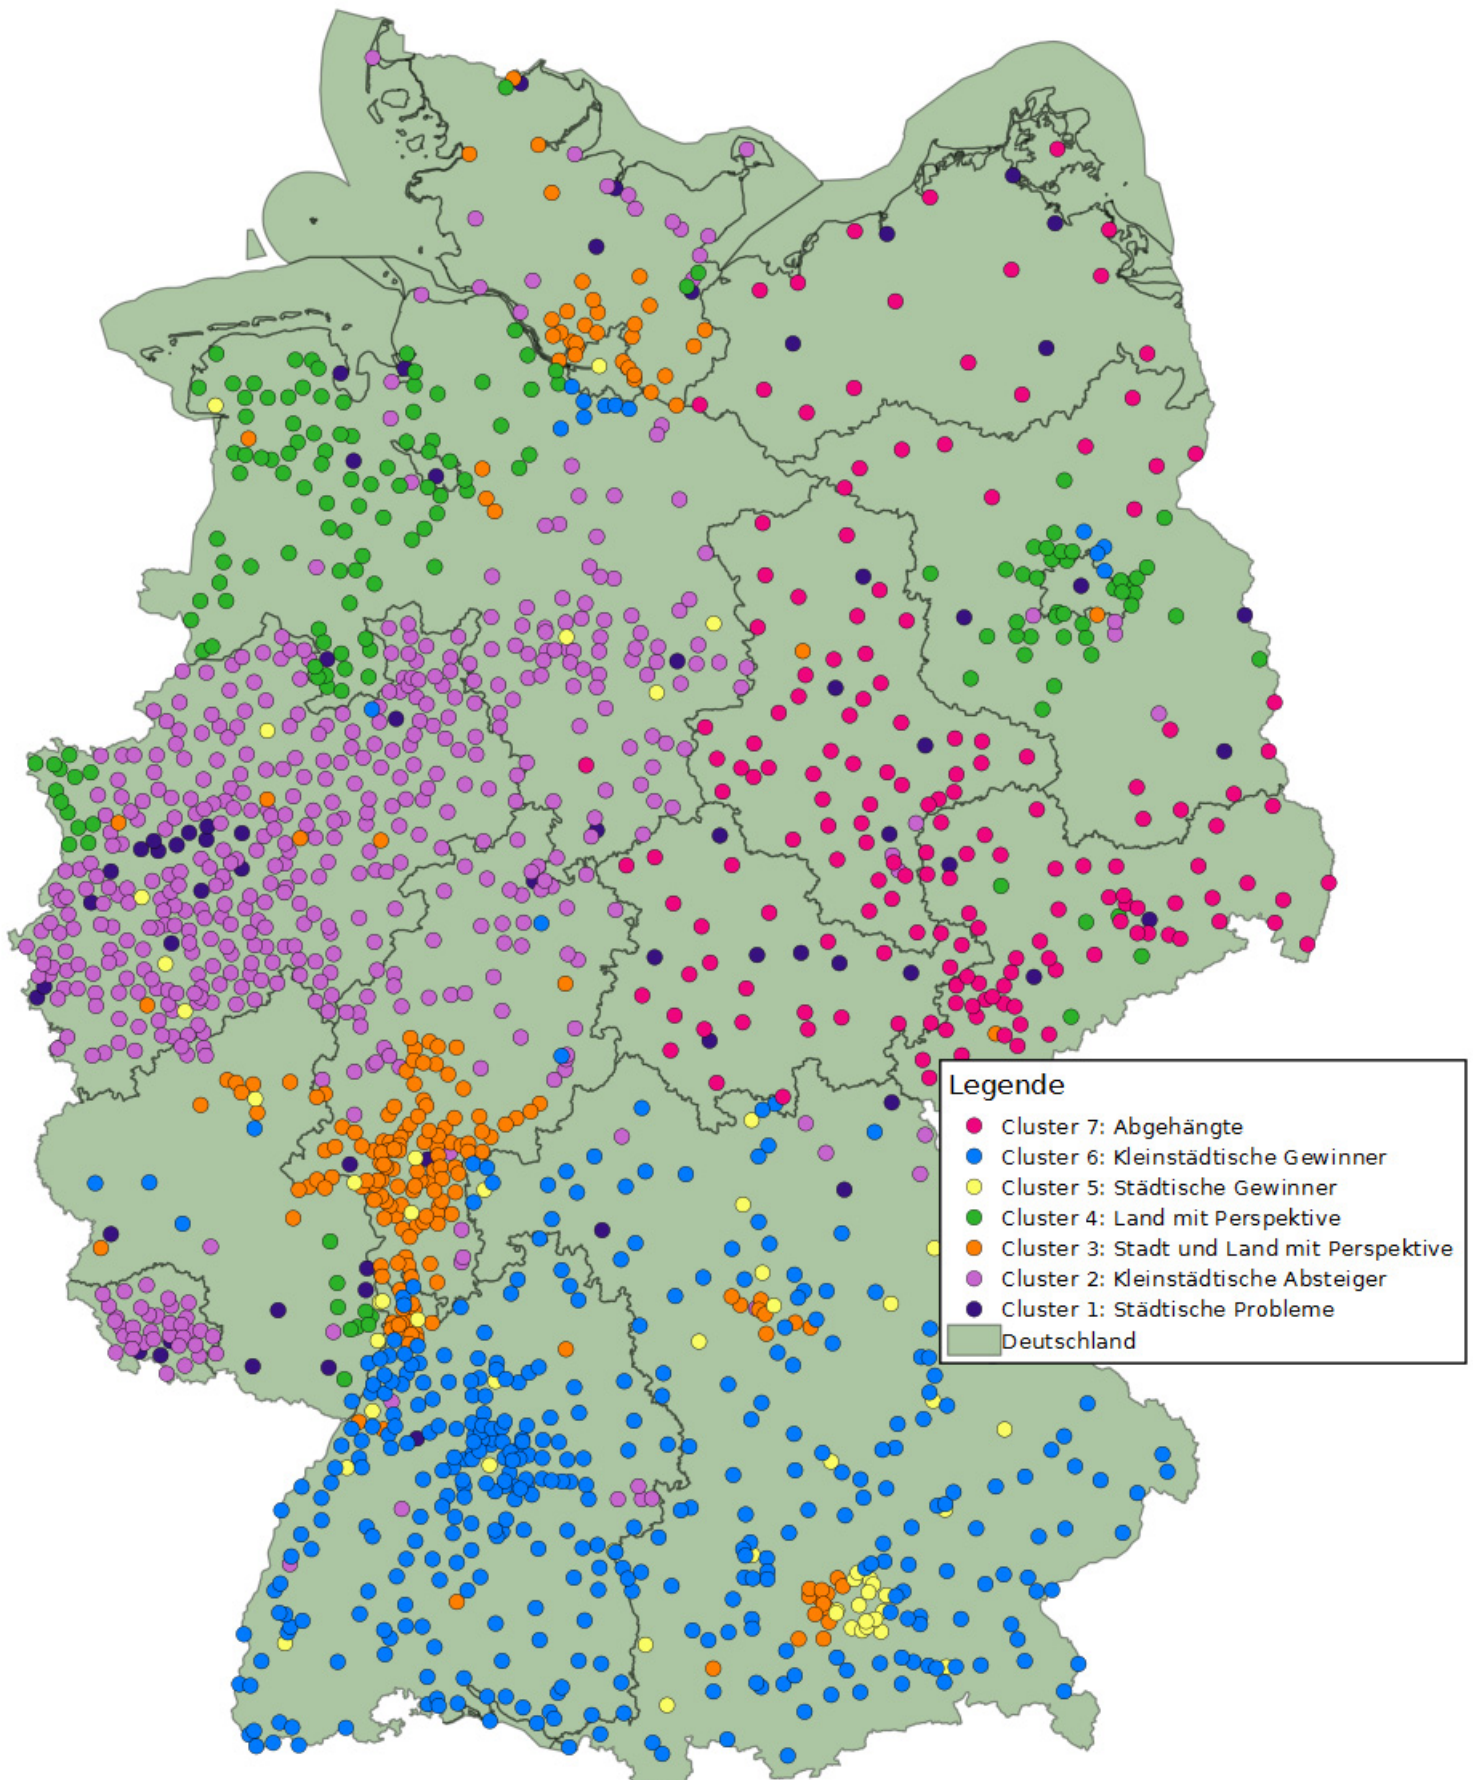 Legende
Cluster 7: Abgehängte
Cluster 6: Kleinstädtische Gewinner
Cluster 5: Städtische Gewinner
Cluster 4: Land mit Perspektive
Cluster 3: Stadt und Land mit Perspektive
Cluster 2: Kleinstädtische Absteiger
Cluster 1: Städtische Probleme
Deutschland